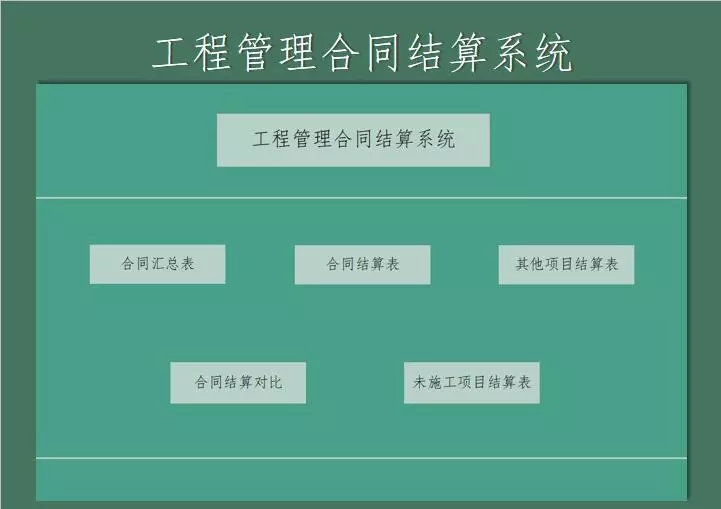 工程管理合同结算系统
工程管理合同结算系统
合同汇总表
合同结算表
其他项目结算表
合同结算对比
未施工项目结算表